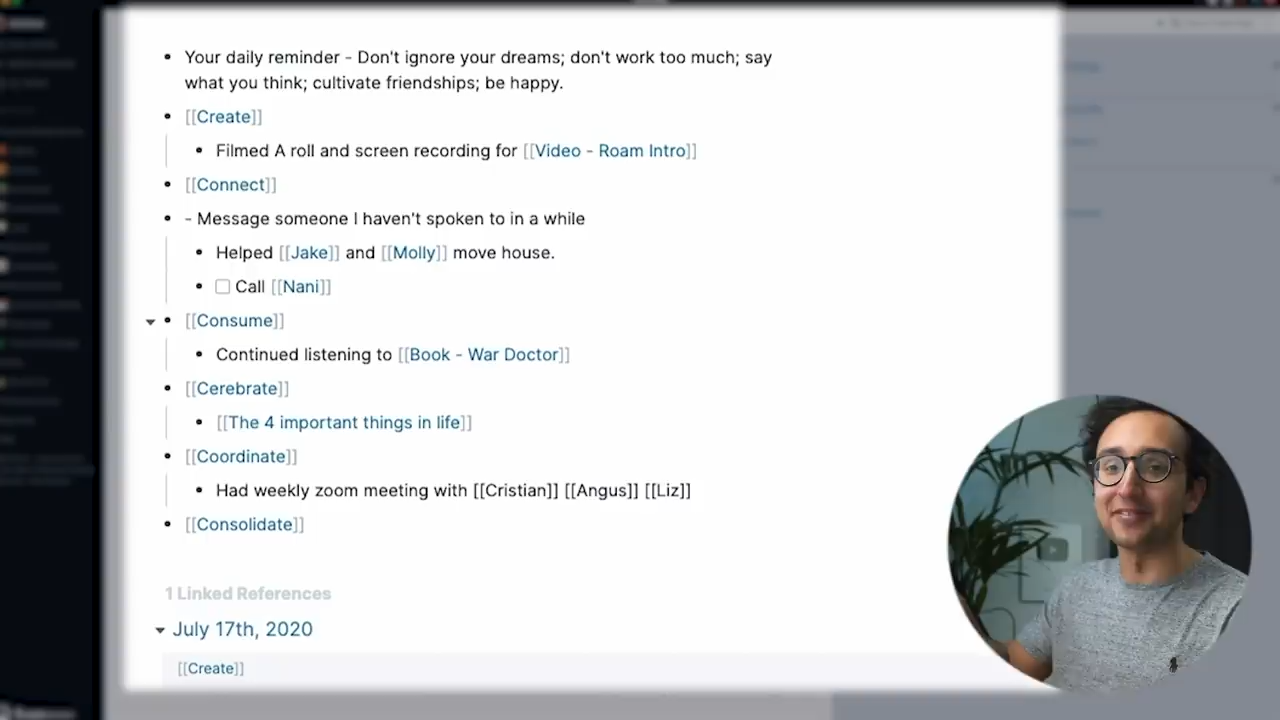 Your daily reminder - Don't ignore your dreams; don't work too much; say
what you think; cultivate friendships; be happy.
[[Create]]
Filmed A roll and screen recording for [[Video - Roam Intro]]
[[Connect]]
- Message someone I haven't spoken to in a while
Helped [[Jake]] and [[Molly]] move house.
Call [[Nani]]
[[Consume]]
Continued listening to [[Book - War Doctor]]
[[Cerebrate]]
[[The 4 important things in life]]
[[Coordinate]]
Had weekly zoom meeting with [[Cristian]] [[Angus]] [[Liz]]
[[Consolidate]]
1 Linked References
July 17th, 2020
[[Create]]